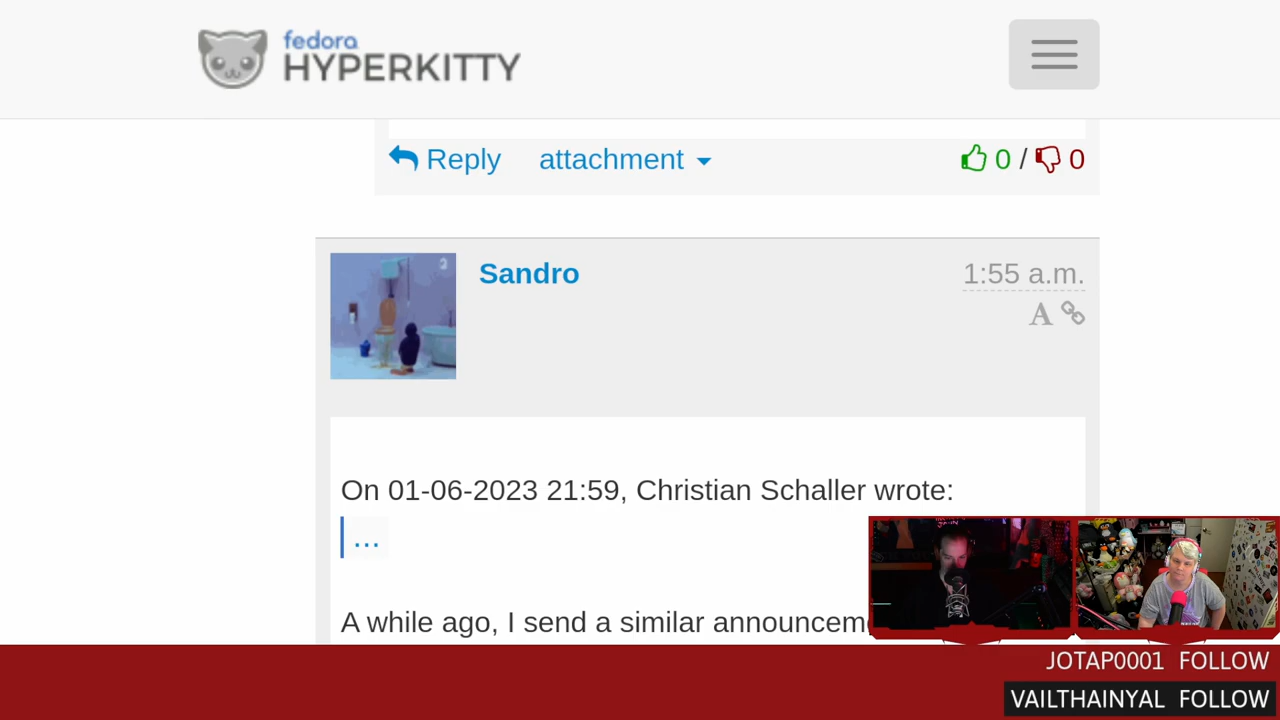 fedora
HYPERKITTY
Reply attachment 0 / 0
Sandro 1:55 a.m.
A
On 01-06-2023 21:59, Christian Schaller wrote:
...
A while ago, I send a similar announcem
JOTAP0001 FOLLOW
VAILTHAINYAL FOLLOW